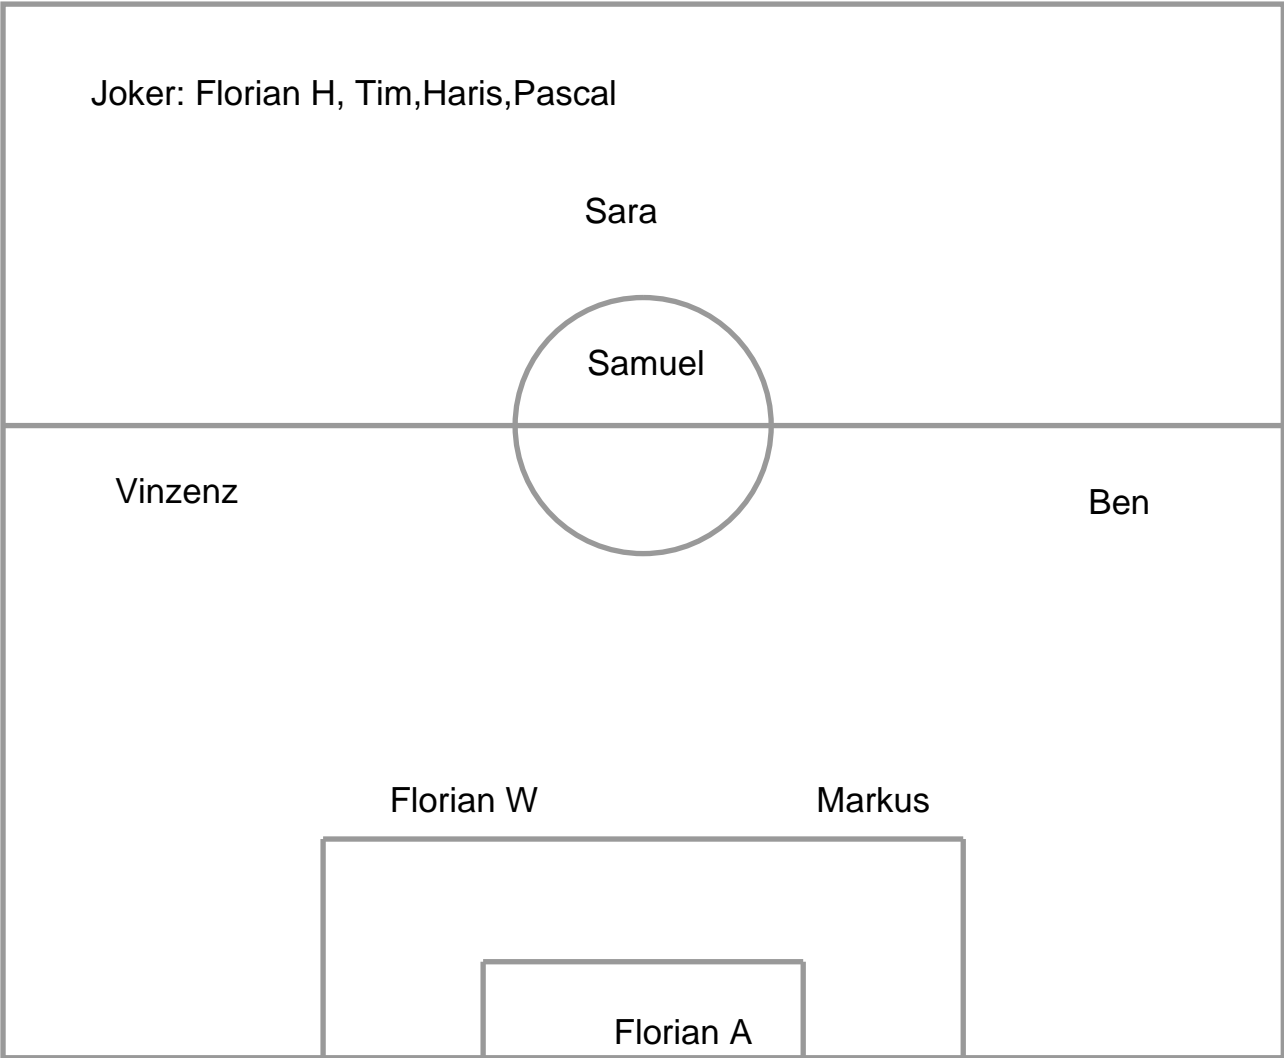 Joker: Florian H, Tim,Haris,Pascal
Sara
Samuel
Vinzenz
Ben
Florian W
Markus
Florian A